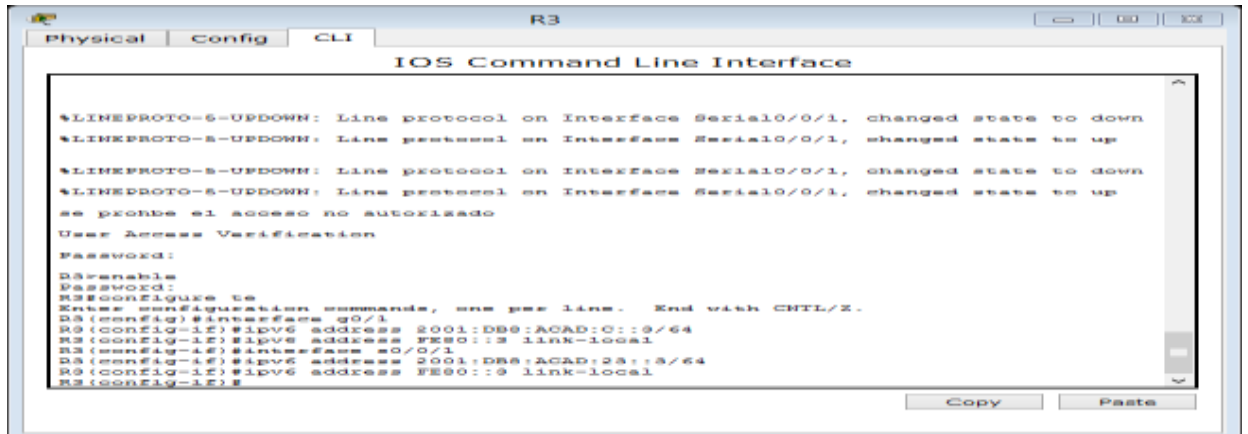 R3
Physical Config CLI
IOS Command Line Interface
%LINEPROTO-5-UPDOWN: Line protocol on Interface Serial0/0/1, changed state to down
%LINEPROTO-5-UPDOWN: Line protocol on Interface Serial0/0/1, changed state to up
%LINEPROTO-5-UPDOWN: Line protocol on Interface Serial0/0/1, changed state to down
%LINEPROTO-5-UPDOWN: Line protocol on Interface Serial0/0/1, changed state to up
se prohbe el acceso no autorizado
User Access Verification
Password:
R3>enable
Password:
R3#configure te
Enter configuration commands, one per line. End with CNTL/Z.
R3(config)#interface g0/1
R3(config-if)#ipv6 address 2001:DB8:ACAD:C::3/64
R3(config-if)#ipv6 address FE80::3 link-local
R3(config-if)#interface s0/0/1
R3(config-if)#ipv6 address 2001:DB8:ACAD:23::3/64
R3(config-if)#ipv6 address FE80::3 link-local
R3(config-if)#
Copy Paste